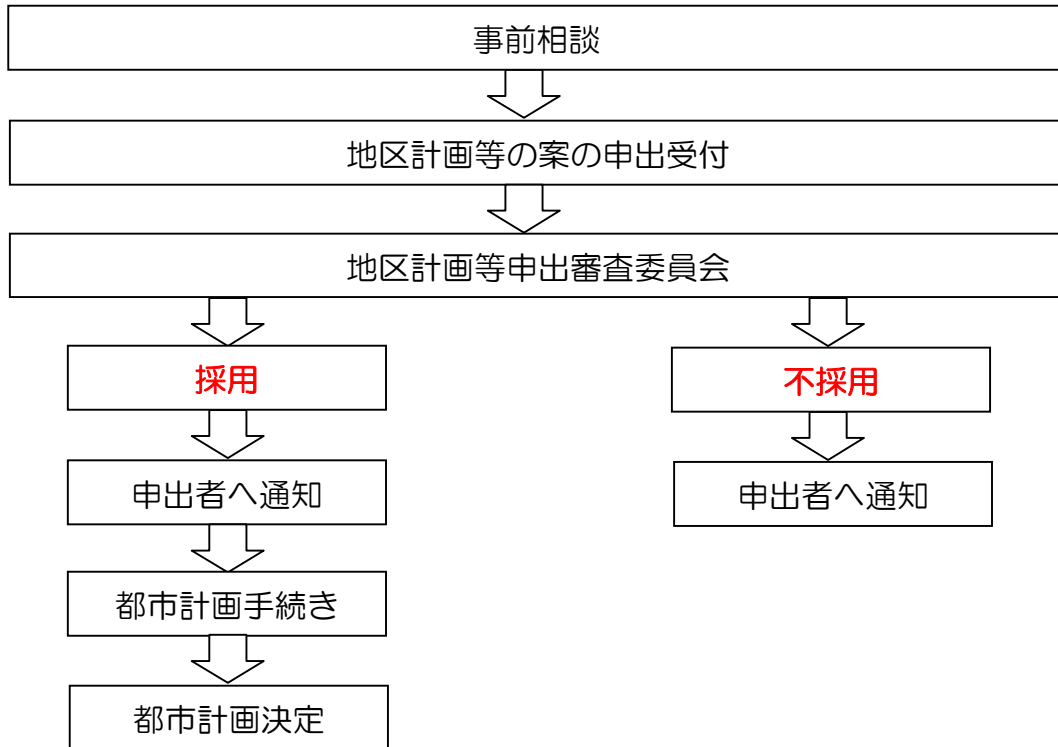 事前相談
地区計画等の案の申出受付
地区計画等申出審査委員会
採用
不採用
申出者へ通知
申出者へ通知
都市計画手続き
都市計画決定